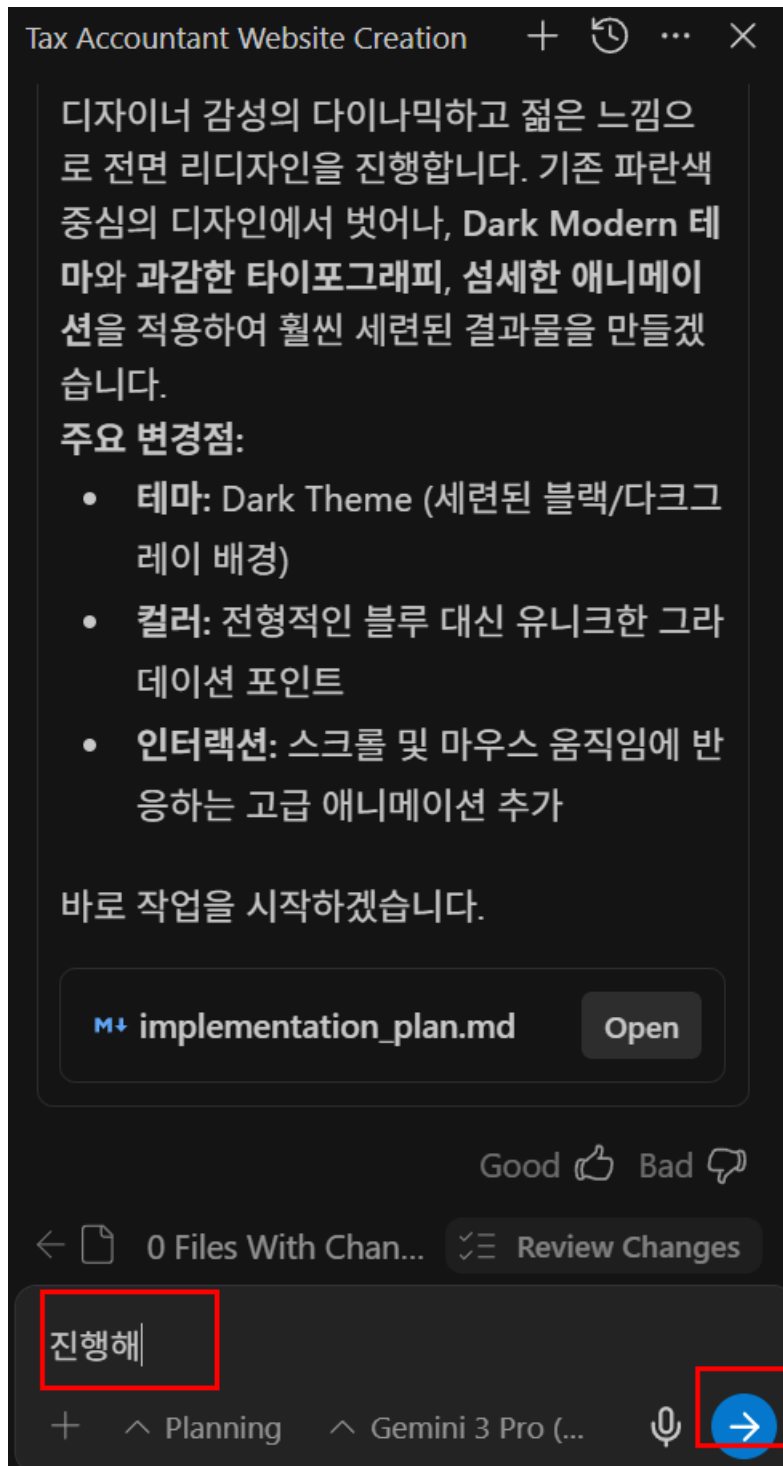 Tax Accountant Website Creation
디자이너 감성의 다이나믹하고 젊은 느낌으
로 전면 리디자인을 진행합니다. 기존 파란색
중심의 디자인에서 벗어나, Dark Modern 테
마와 과감한 타이포그래피, 섬세한 애니메이
션을 적용하여 훨씬 세련된 결과물을 만들겠
습니다.
주요 변경점:
• 테마: Dark Theme (세련된 블랙/다크그
레이 배경)
• 컬러: 전형적인 블루 대신 유니크한 그라
데이션 포인트
• 인터랙션: 스크롤 및 마우스 움직임에 반
응하는 고급 애니메이션 추가
바로 작업을 시작하겠습니다.
M↓ implementation_plan.md Open
Good Bad
0 Files With Chan... Review Changes
진행해
Planning Gemini 3 Pro (...